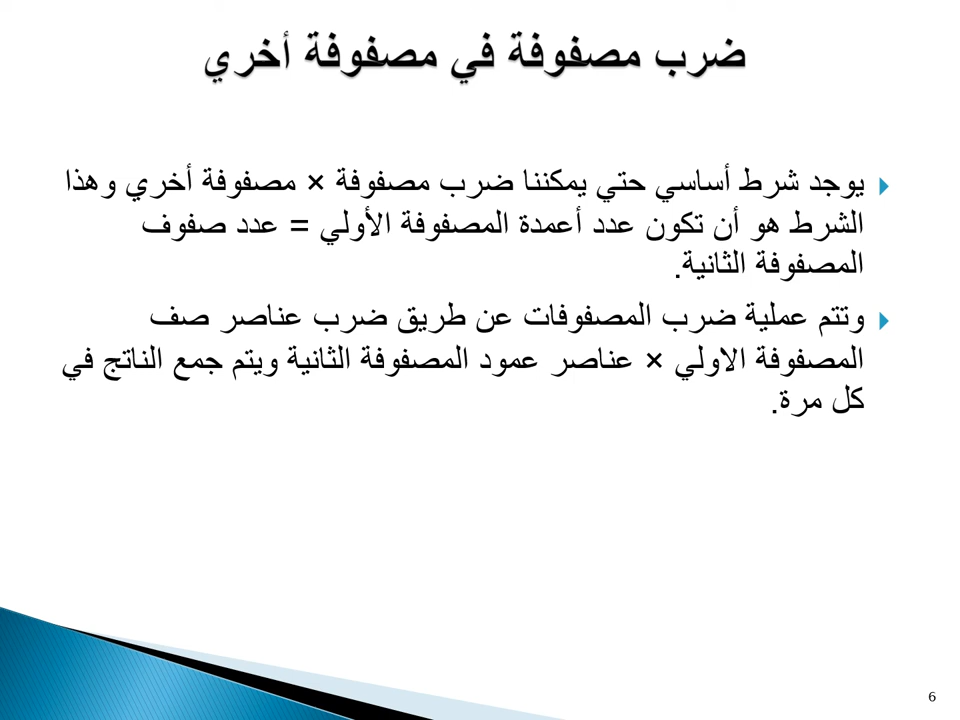 ضرب مصفوفة في مصفوفة أخري
يوجد شرط أساسي حتي يمكننا ضرب مصفوفة × مصفوفة أخري وهذا
الشرط هو أن تكون عدد أعمدة المصفوفة الأولي = عدد صفوف
المصفوفة الثانية.
وتتم عملية ضرب المصفوفات عن طريق ضرب عناصر صف
المصفوفة الاولي × عناصر عمود المصفوفة الثانية ويتم جمع الناتج في
كل مرة.
6